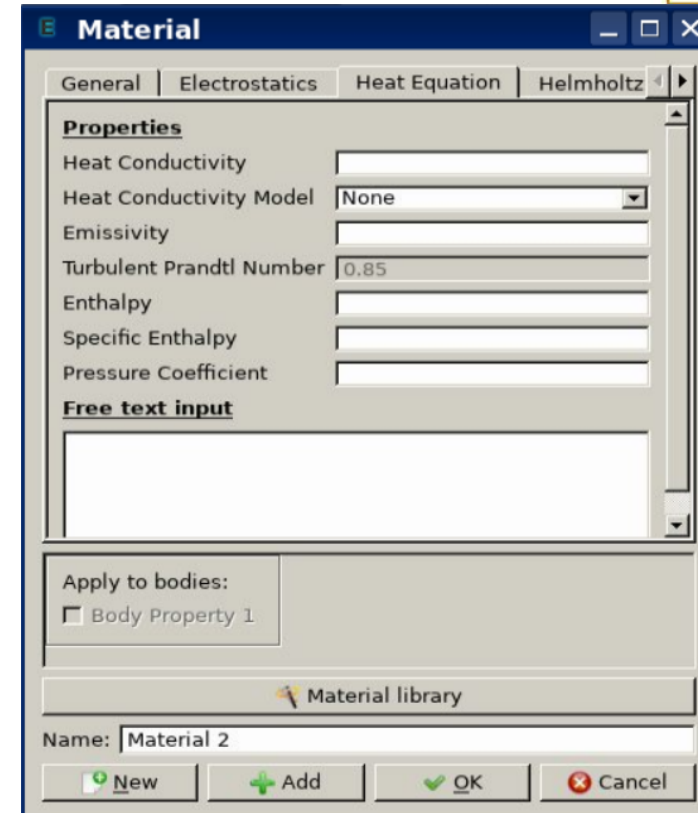 Material
General Electrostatics Heat Equation Helmholtz
Properties
Heat Conductivity
Heat Conductivity Model None
Emissivity
Turbulent Prandtl Number 0.85
Enthalpy
Specific Enthalpy
Pressure Coefficient
Free text input
Apply to bodies:
Body Property 1
Material library
Name: Material 2
New Add OK Cancel